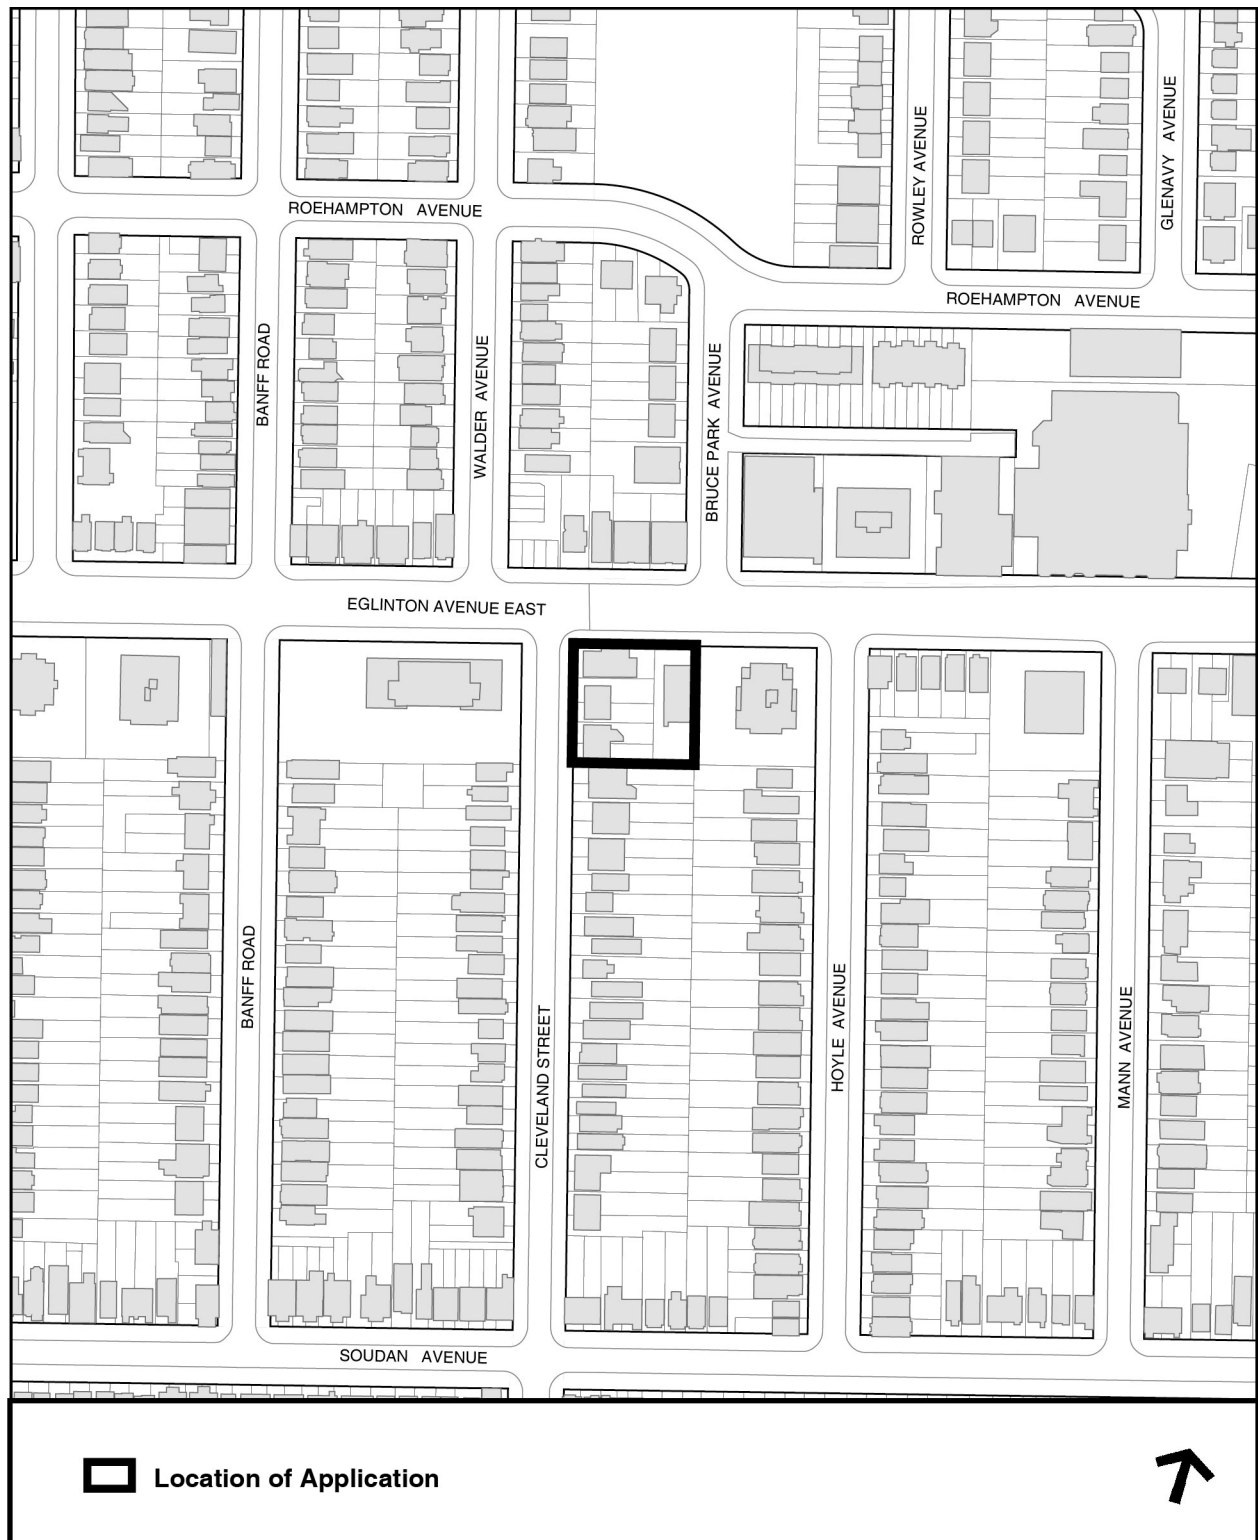 ROEHAMPTON AVENUE
ROWLEY AVENUE
GLENAVY AVENUE
ROEHAMPTON AVENUE
BANFF ROAD
WALDER AVENUE
BRUCE PARK AVENUE
EGLINTON AVENUE EAST
BANFF ROAD
CLEVELAND STREET
HOYLE AVENUE
MANN AVENUE
SOUDAN AVENUE
Location of Application